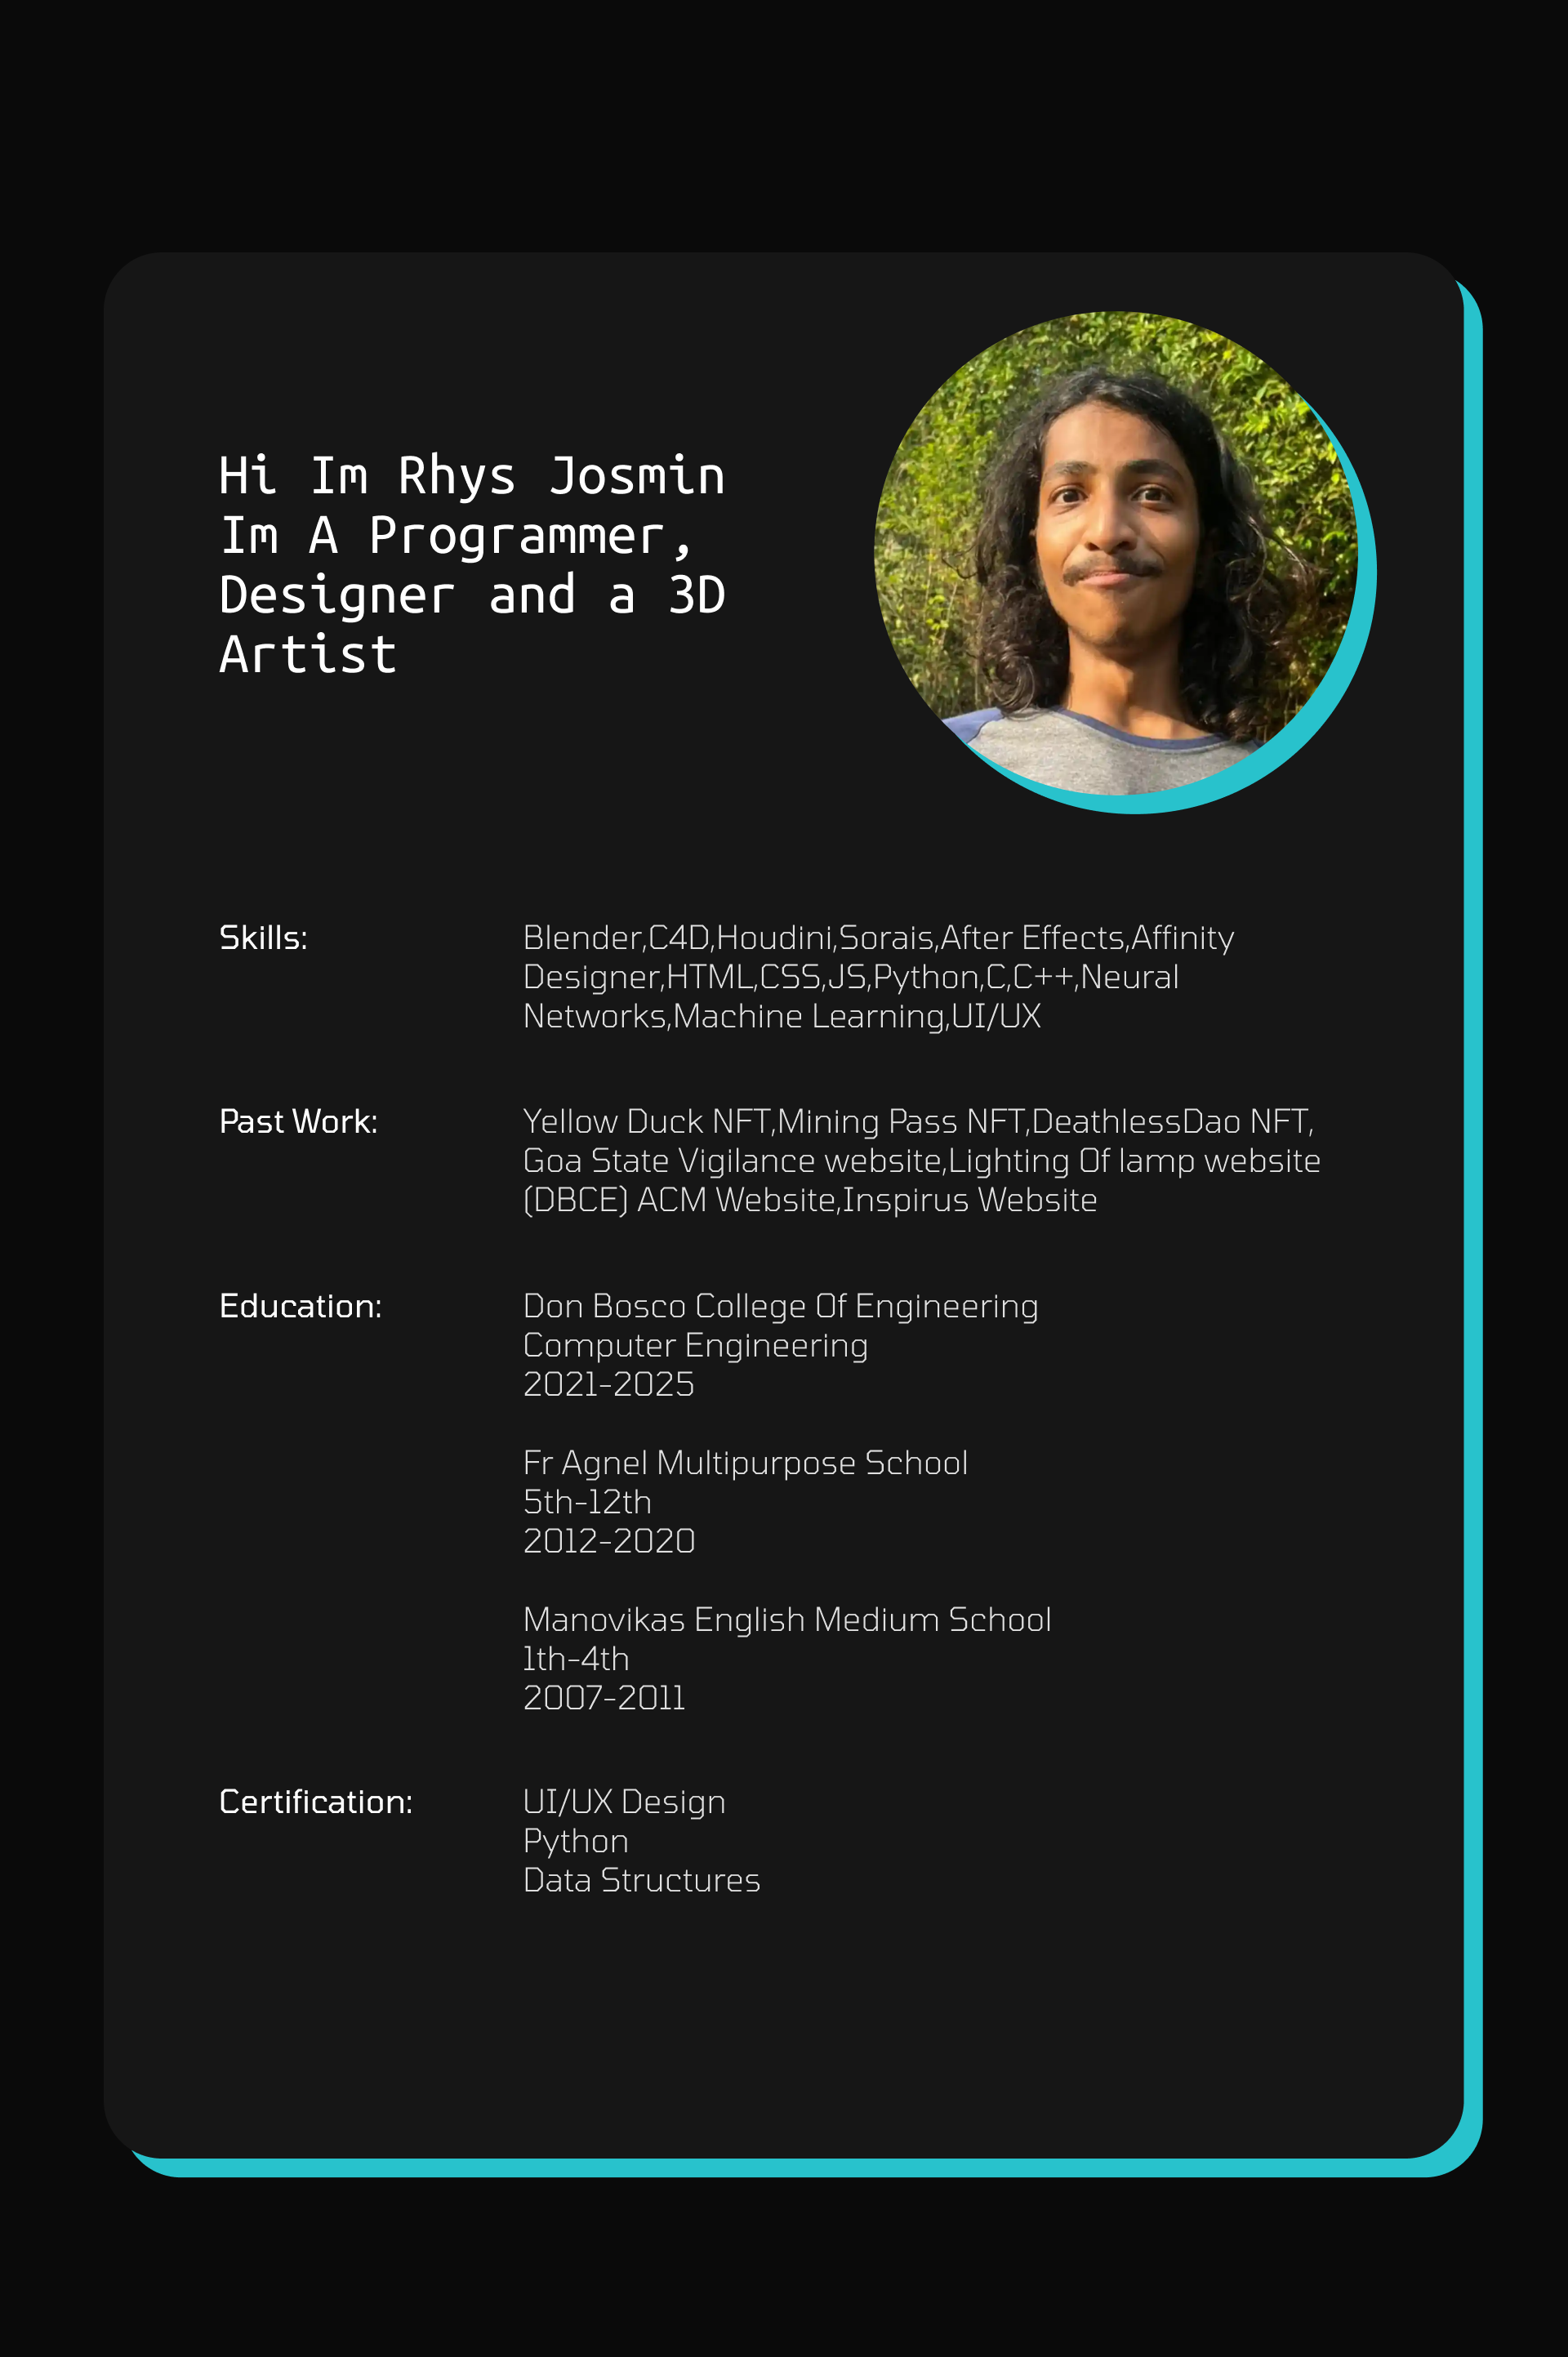 Hi Im Rhys Josmin
Im A Programmer,
Designer and a 3D
Artist
Skills:
Blender,C4D,Houdini,Sorais,After Effects,Affinity
Designer,HTML,CSS,JS,Python,C,C++,Neural
Networks,Machine Learning,UI/UX
Past Work:
Yellow Duck NFT,Mining Pass NFT,DeathlessDao NFT,
Goa State Vigilance website,Lighting Of lamp website
(DBCE) ACM Website,Inspirus Website
Education:
Don Bosco College Of Engineering
Computer Engineering
2021-2025
Fr Agnel Multipurpose School
5th-12th
2012-2020
Manovikas English Medium School
1th-4th
2007-2011
Certification:
UI/UX Design
Python
Data Structures